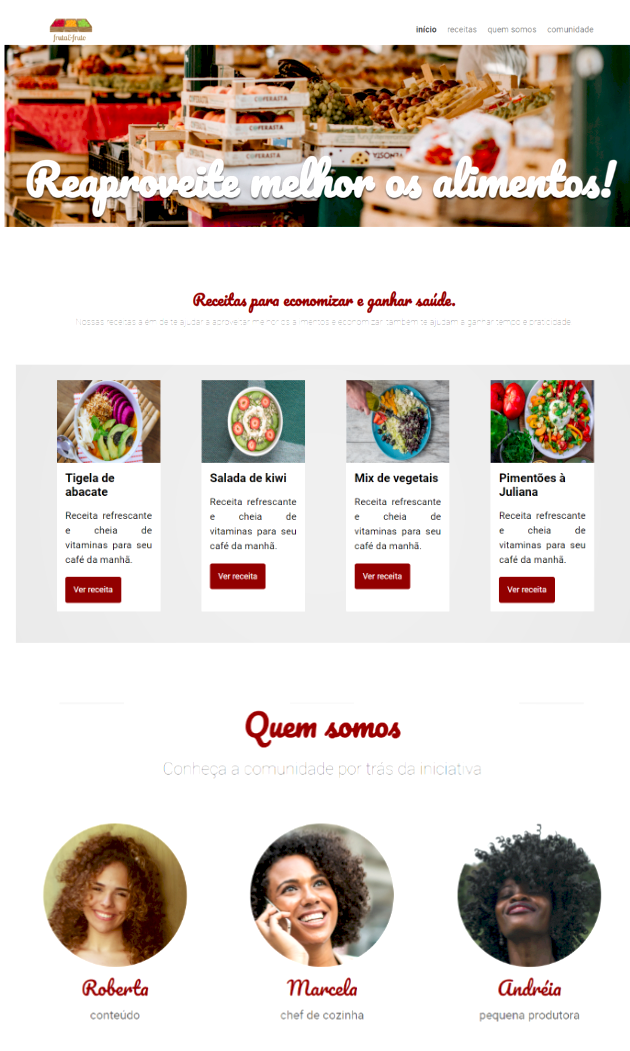 frutal-frute
início receitas quem somos comunidade
COPERASTA
COPERASTA
COPERASTA
Reaproveite melhor os alimentos!
Receitas para economizar e ganhar saúde.
Nossas receitas além de te ajudar a aproveitar melhor os alimentos e economizar também te ajudam a ganhar tempo e praticidade.
Tigela de abacate
Salada de kiwi
Mix de vegetais
Pimentões à Juliana
Receita refrescante e cheia de vitaminas para seu café da manhã.
Receita refrescante e cheia de vitaminas para seu café da manhã.
Receita refrescante e cheia de vitaminas para seu café da manhã.
Receita refrescante e cheia de vitaminas para seu café da manhã.
Ver receita
Ver receita
Ver receita
Ver receita
Quem somos
Conheça a comunidade por trás da iniciativa
Roberta
Marcela
Andréia
conteúdo
chef de cozinha
pequena produtora